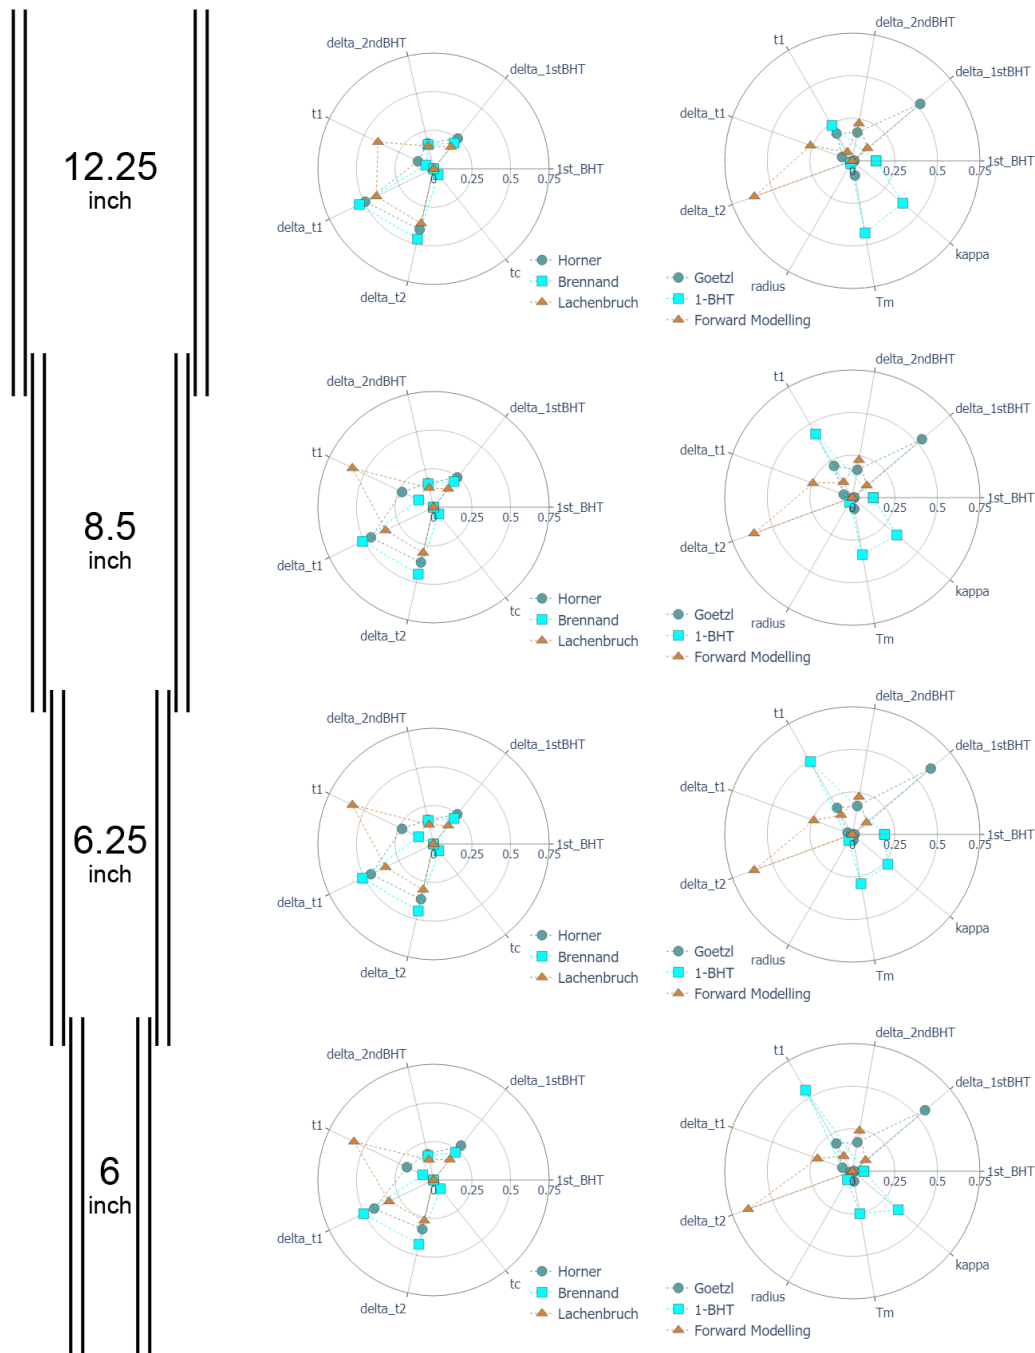 12.25
inch
delta_2ndBHT
delta_1stBHT
t1
1st_BHT
0 0.25 0.5 0.75
delta_t1
tc
delta_t2
Horner
Brennand
Lachenbruch
delta_2ndBHT
t1
delta_1stBHT
delta_t1
1st_BHT
0 0.25 0.5 0.75
delta_t2
kappa
radius
Tm
Goetzl
1-BHT
Forward Modelling
8.5
inch
delta_2ndBHT
delta_1stBHT
t1
1st_BHT
0 0.25 0.5 0.75
delta_t1
tc
delta_t2
Horner
Brennand
Lachenbruch
delta_2ndBHT
t1
delta_1stBHT
delta_t1
1st_BHT
0 0.25 0.5 0.75
delta_t2
kappa
radius
Tm
Goetzl
1-BHT
Forward Modelling
6.25
inch
delta_2ndBHT
delta_1stBHT
t1
1st_BHT
0 0.25 0.5 0.75
delta_t1
tc
delta_t2
Horner
Brennand
Lachenbruch
delta_2ndBHT
t1
delta_1stBHT
delta_t1
1st_BHT
0 0.25 0.5 0.75
delta_t2
kappa
radius
Tm
Goetzl
1-BHT
Forward Modelling
6
inch
delta_2ndBHT
delta_1stBHT
t1
1st_BHT
0 0.25 0.5 0.75
delta_t1
tc
delta_t2
Horner
Brennand
Lachenbruch
delta_2ndBHT
t1
delta_1stBHT
delta_t1
1st_BHT
0 0.25 0.5 0.75
delta_t2
kappa
radius
Tm
Goetzl
1-BHT
Forward Modelling